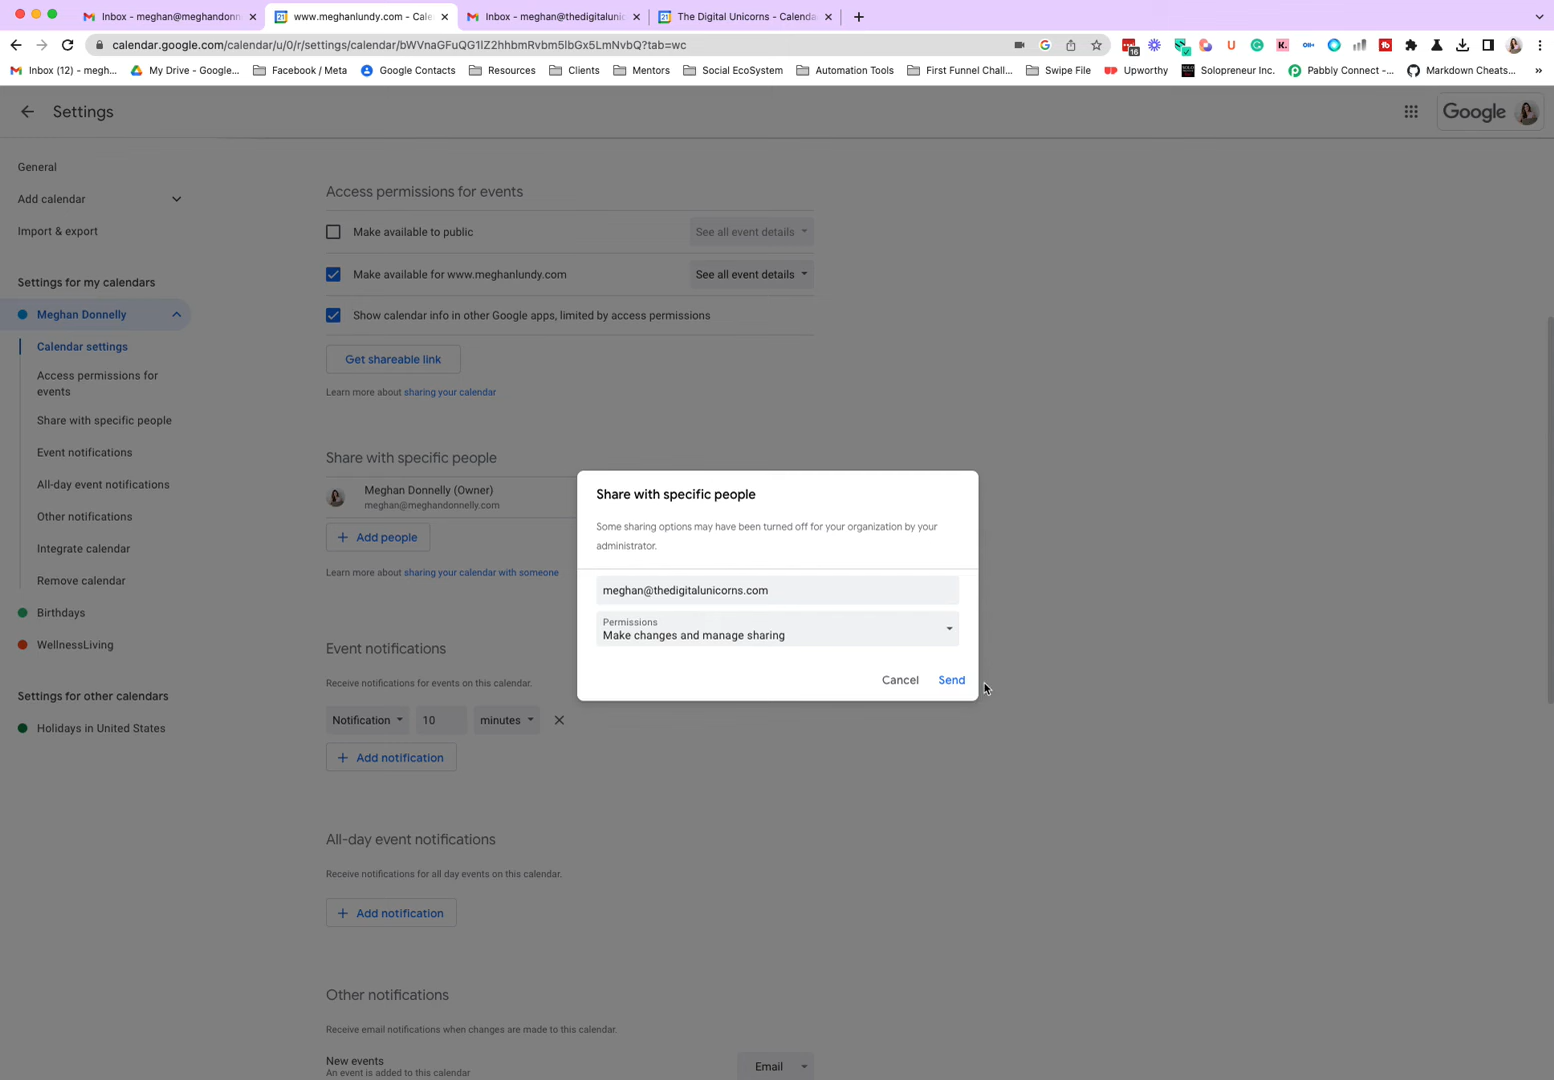 Inbox - meghan@meghandonn
www.meghanlundy.com - Cale
Inbox - meghan@thedigitalunic
The Digital Unicorns - Calenda
calendar.google.com/calendar/u/0/r/settings/calendar/bWVnaGFuQG1lZ2hhbmRvbm5lbGx5LmNvbQ?tab=wc
Inbox (12) - megh...
My Drive - Google...
Facebook / Meta
Google Contacts
Resources
Clients
Mentors
Social EcoSystem
Automation Tools
First Funnel Chall...
Swipe File
Upworthy
Solopreneur Inc.
Pabbly Connect -...
Markdown Cheats...
Settings
Google
General
Add calendar
Import & export
Settings for my calendars
Meghan Donnelly
Calendar settings
Access permissions for
events
Share with specific people
Event notifications
All-day event notifications
Other notifications
Integrate calendar
Remove calendar
Birthdays
WellnessLiving
Settings for other calendars
Holidays in United States
Access permissions for events
Make available to public
See all event details
Make available for www.meghanlundy.com
See all event details
Show calendar info in other Google apps, limited by access permissions
Get shareable link
Learn more about sharing your calendar
Share with specific people
Meghan Donnelly (Owner)
meghan@meghandonnelly.com
Add people
Learn more about sharing your calendar with someone
Share with specific people
Some sharing options may have been turned off for your organization by your
administrator.
meghan@thedigitalunicorns.com
Permissions
Make changes and manage sharing
Cancel
Send
Event notifications
Receive notifications for events on this calendar.
Notification
10
minutes
Add notification
All-day event notifications
Receive notifications for all day events on this calendar.
Add notification
Other notifications
Receive email notifications when changes are made to this calendar.
New events
An event is added to this calendar
Email